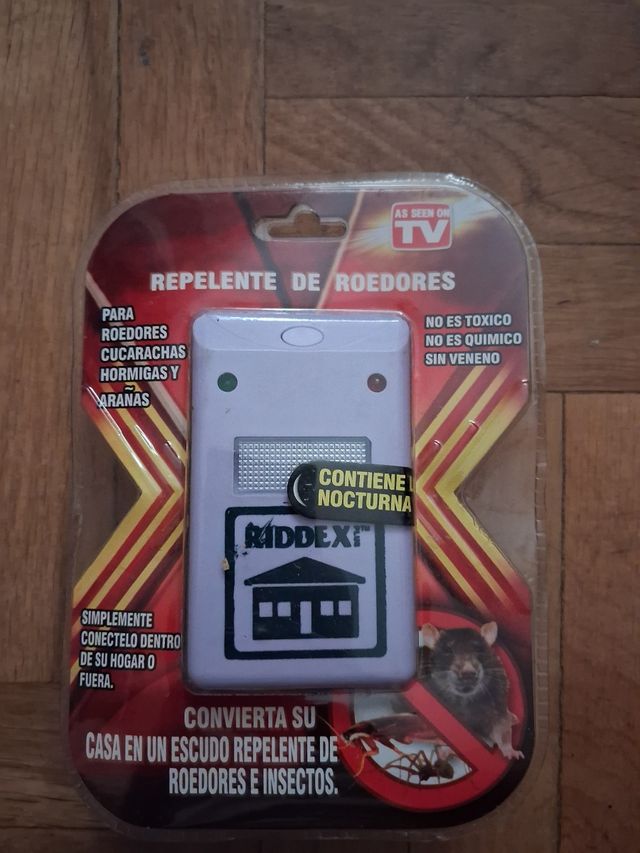 AS SEEN ON
TV
REPELENTE DE ROEDORES
PARA
ROEDORES
CUCARACHAS
HORMIGAS Y
ARAÑAS
NO ES TOXICO
NO ES QUIMICO
SIN VENENO
CONTIENE L
NOCTURNA
RIDDEX PLUS TM
SIMPLEMENTE
CONECTELO DENTRO
DE SU HOGAR O
FUERA.
CONVIERTA SU
CASA EN UN ESCUDO REPELENTE DE
ROEDORES E INSECTOS.